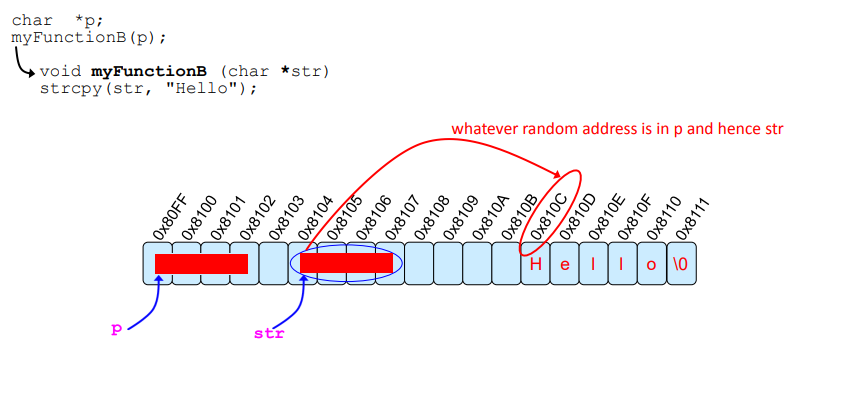 char  *p;
myFunctionB(p);
void myFunctionB (char *str)
strcpy(str, "Hello");
whatever random address is in p and hence str
0x80FF 0x8100 0x8101 0x8102 0x8103 0x8104 0x8105 0x8106 0x8107 0x8108 0x8109 0x810A 0x810B 0x810C 0x810D 0x810E 0x810F 0x8110 0x8111
H e l l o \0
p
str